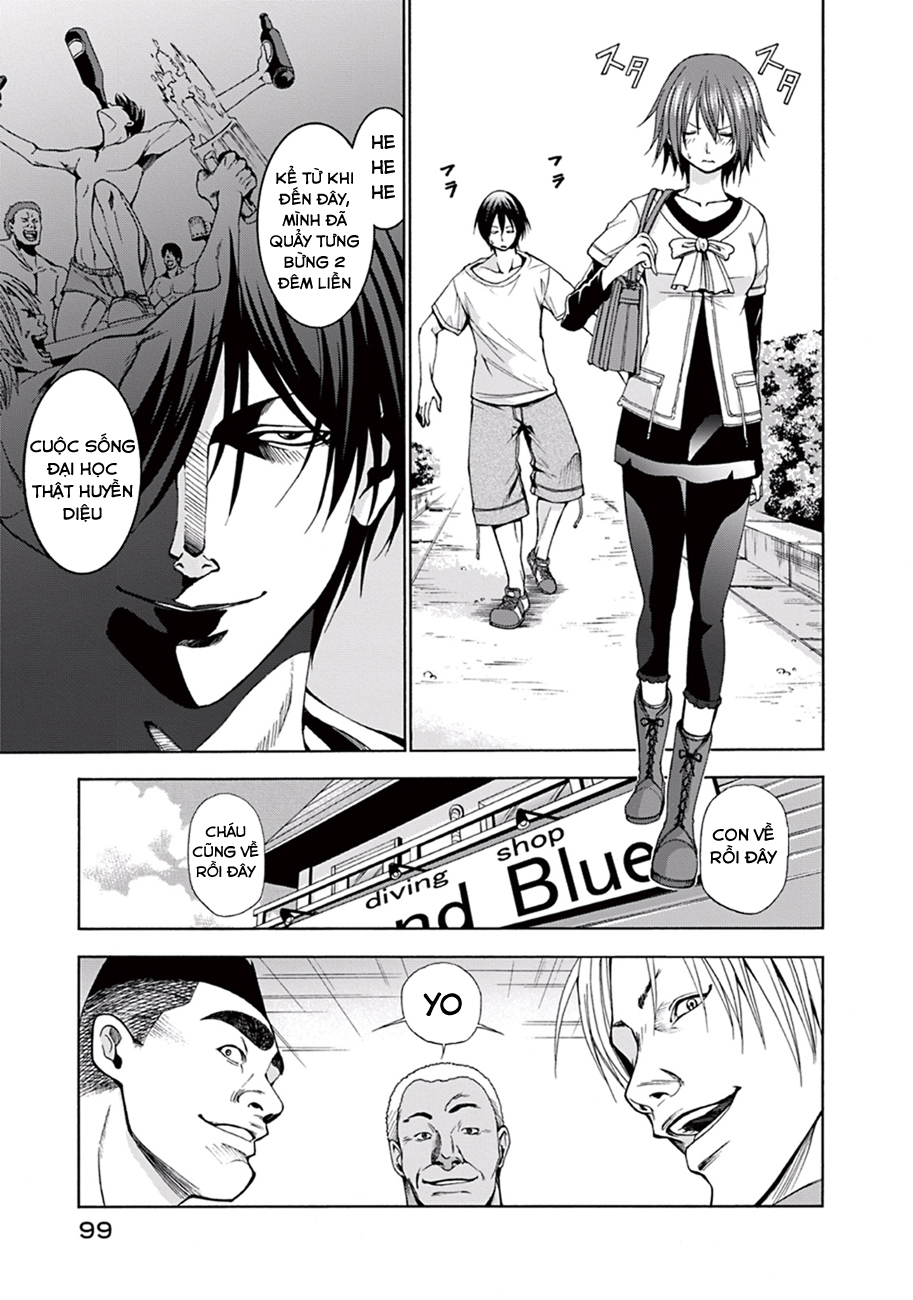 スタ
スタ
フラ
フラ
HE
HE
HE
KỂ TỪ KHI
ĐẾN ĐÂY,
MÌNH ĐÃ
QUẨY TƯNG
BỪNG 2
ĐÊM LIỀN
CUỘC SỐNG
ĐẠI HỌC
THẬT HUYỀN
DIỆU
CON VỀ
RỒI ĐÂY
CHÁU
CŨNG VỀ
RỒI ĐÂY
diving shop
nd Blue
YO
99